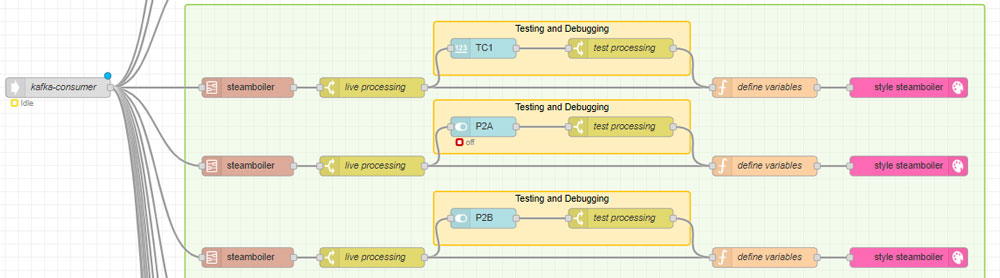 Testing and Debugging
123
TC1
test processing
kafka-consumer
Idle
steamboiler
live processing
define variables
style steamboiler
Testing and Debugging
P2A
test processing
off
steamboiler
live processing
define variables
style steamboiler
Testing and Debugging
P2B
test processing
steamboiler
live processing
define variables
style steamboiler